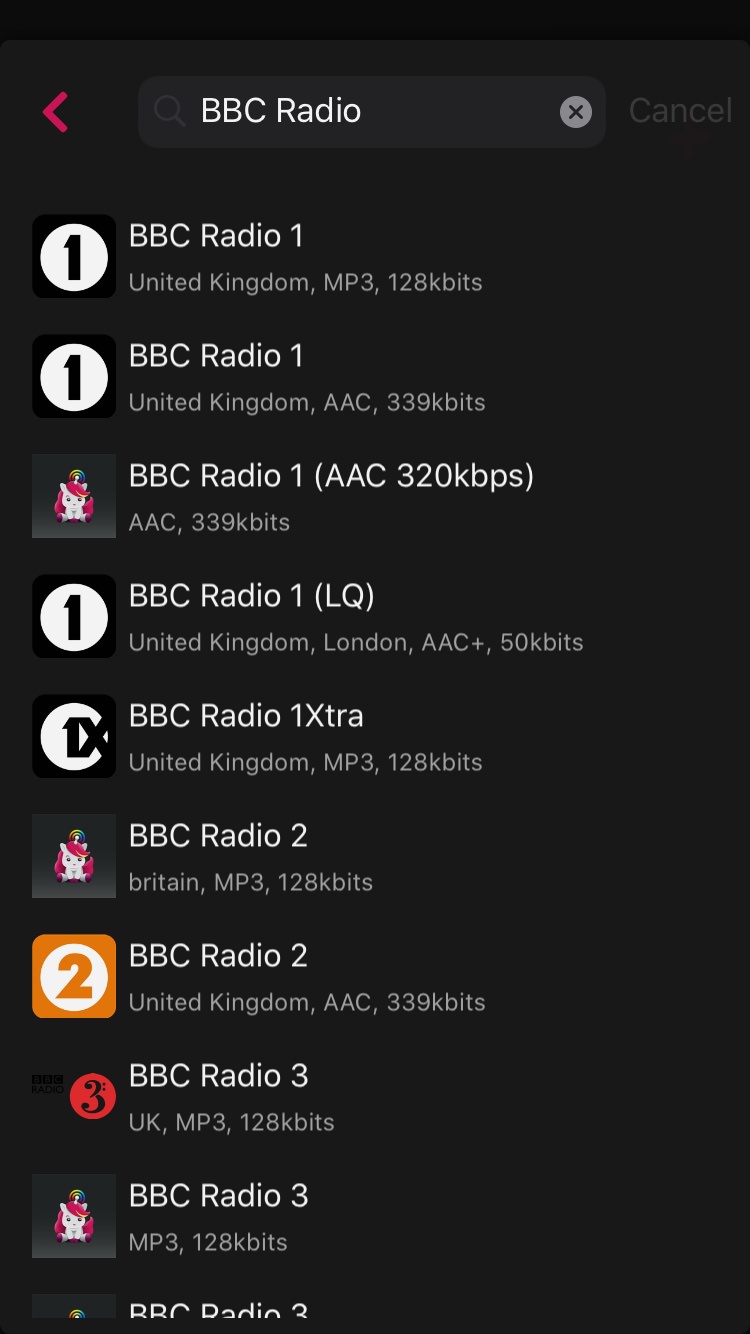 BBC Radio
Cancel
1
BBC Radio 1
United Kingdom, MP3, 128kbits
1
BBC Radio 1
United Kingdom, AAC, 339kbits
BBC Radio 1 (AAC 320kbps)
AAC, 339kbits
1
BBC Radio 1 (LQ)
United Kingdom, London, AAC+, 50kbits
1X
BBC Radio 1Xtra
United Kingdom, MP3, 128kbits
BBC Radio 2
britain, MP3, 128kbits
2
BBC Radio 2
United Kingdom, AAC, 339kbits
BBC
RADIO
3
BBC Radio 3
UK, MP3, 128kbits
BBC Radio 3
MP3, 128kbits
BBC Radio 3